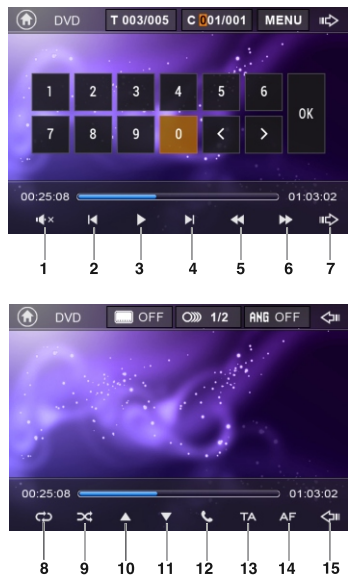 DVD T 003/005 C 001/001 MENU
1 2 3 4 5 6
OK
7 8 9 0 < >
00:25:08 01:03:02
1 2 3 4 5 6 7
DVD OFF 1/2 ANG OFF
00:25:08 01:03:02
TA AF
8 9 10 11 12 13 14 15